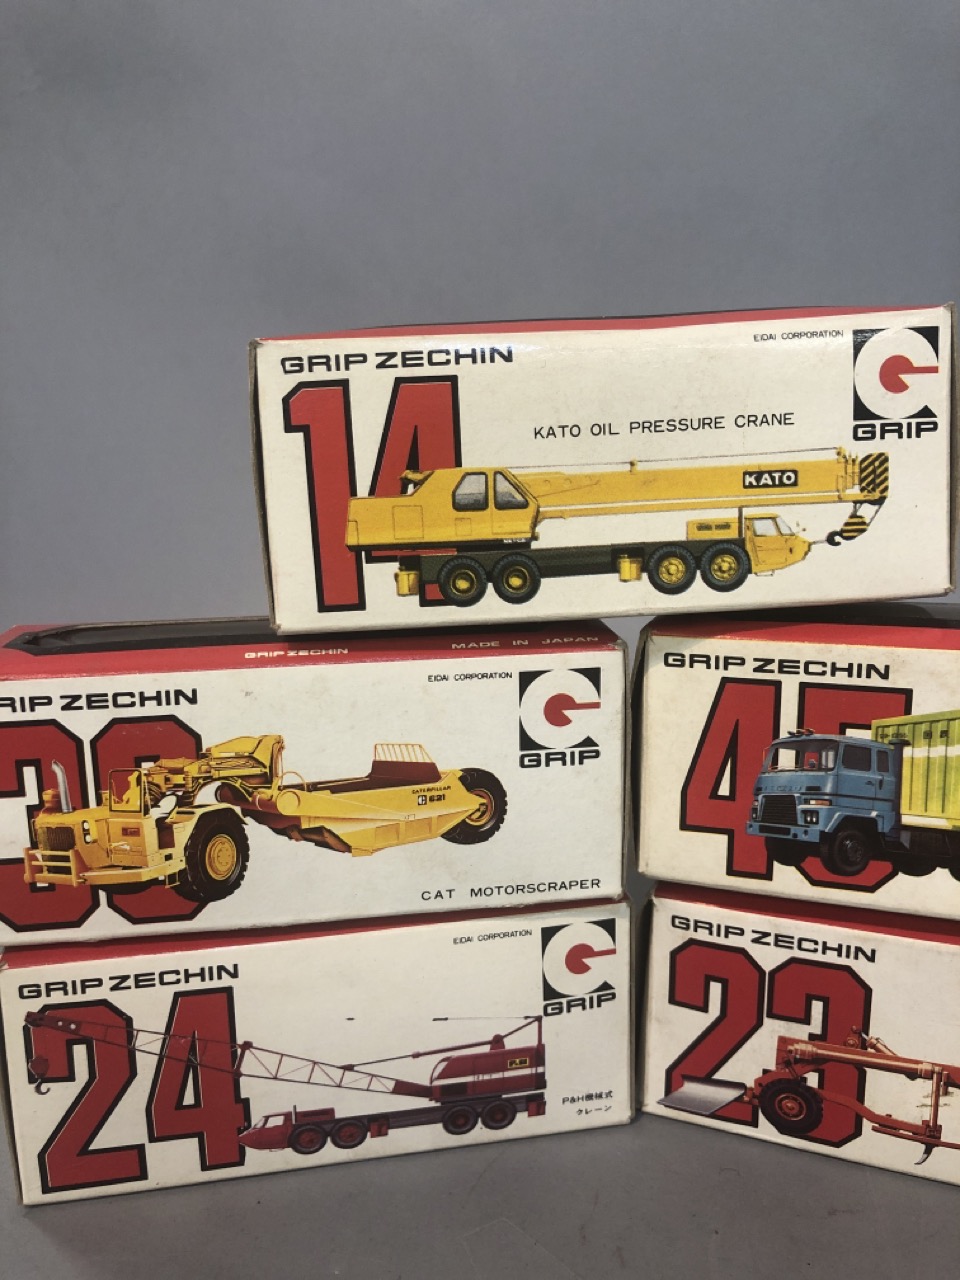 GRIP ZECHIN
EIDAI CORPORATION
GRIP
14
KATO OIL PRESSURE CRANE
KATO
GRIP ZECHIN
MADE IN JAPAN
RIP ZECHIN
EIDAI CORPORATION
GRIP
CATERPILLAR
621
CAT MOTORSCRAPER
GRIP ZECHIN
45
GRIP ZECHIN
EIDAI CORPORATION
GRIP
24
P&H機械式
クレーン
GRIP ZECHIN
23